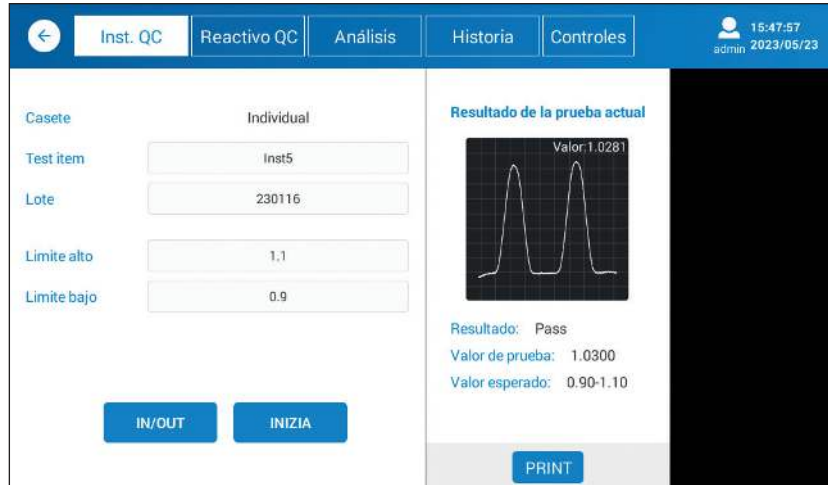 Inst. QC
Reactivo QC
Análisis
Historia
Controles
admin
15:47:57
2023/05/23
Casete Individual
Test item Inst5
Lote 230116
Limite alto 1.1
Limite bajo 0.9
IN/OUT
INIZIA
Resultado de la prueba actual
Valor:1.0281
Resultado: Pass
Valor de prueba: 1.0300
Valor esperado: 0.90-1.10
PRINT